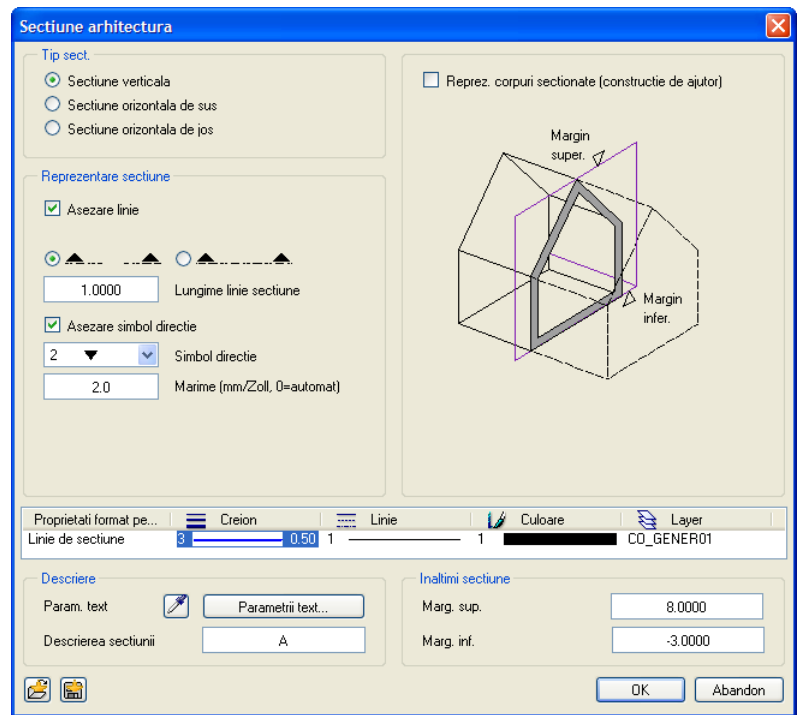 Sectiune arhitectura
Tip sect.
Sectiune verticala
Sectiune orizontala de sus
Sectiune orizontala de jos
Reprezentare sectiune
Asezare linie
1.0000 Lungime linie sectiune
Asezare simbol directie
2 Simbol directie
2.0 Marime (mm/Zoll, 0=automat)
Reprez. corpuri sectionate (constructie de ajutor)
Margin
super.
Margin
infer.
Proprietati format pe... Creion Linie Culoare Layer
Linie de sectiune 3 0.50 1 1 CO_GENER01
Descriere
Param. text Parametrii text...
Descrierea sectiunii A
Inaltimi sectiune
Marg. sup. 8.0000
Marg. inf. -3.0000
OK Abandon